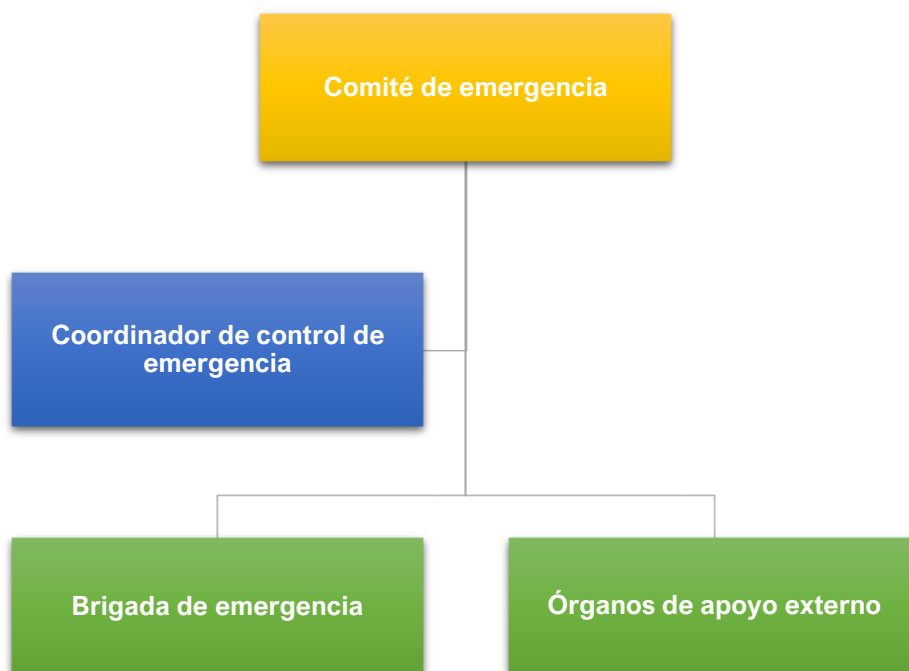 Comité de emergencia
Coordinador de control de
emergencia
Brigada de emergencia
Órganos de apoyo externo